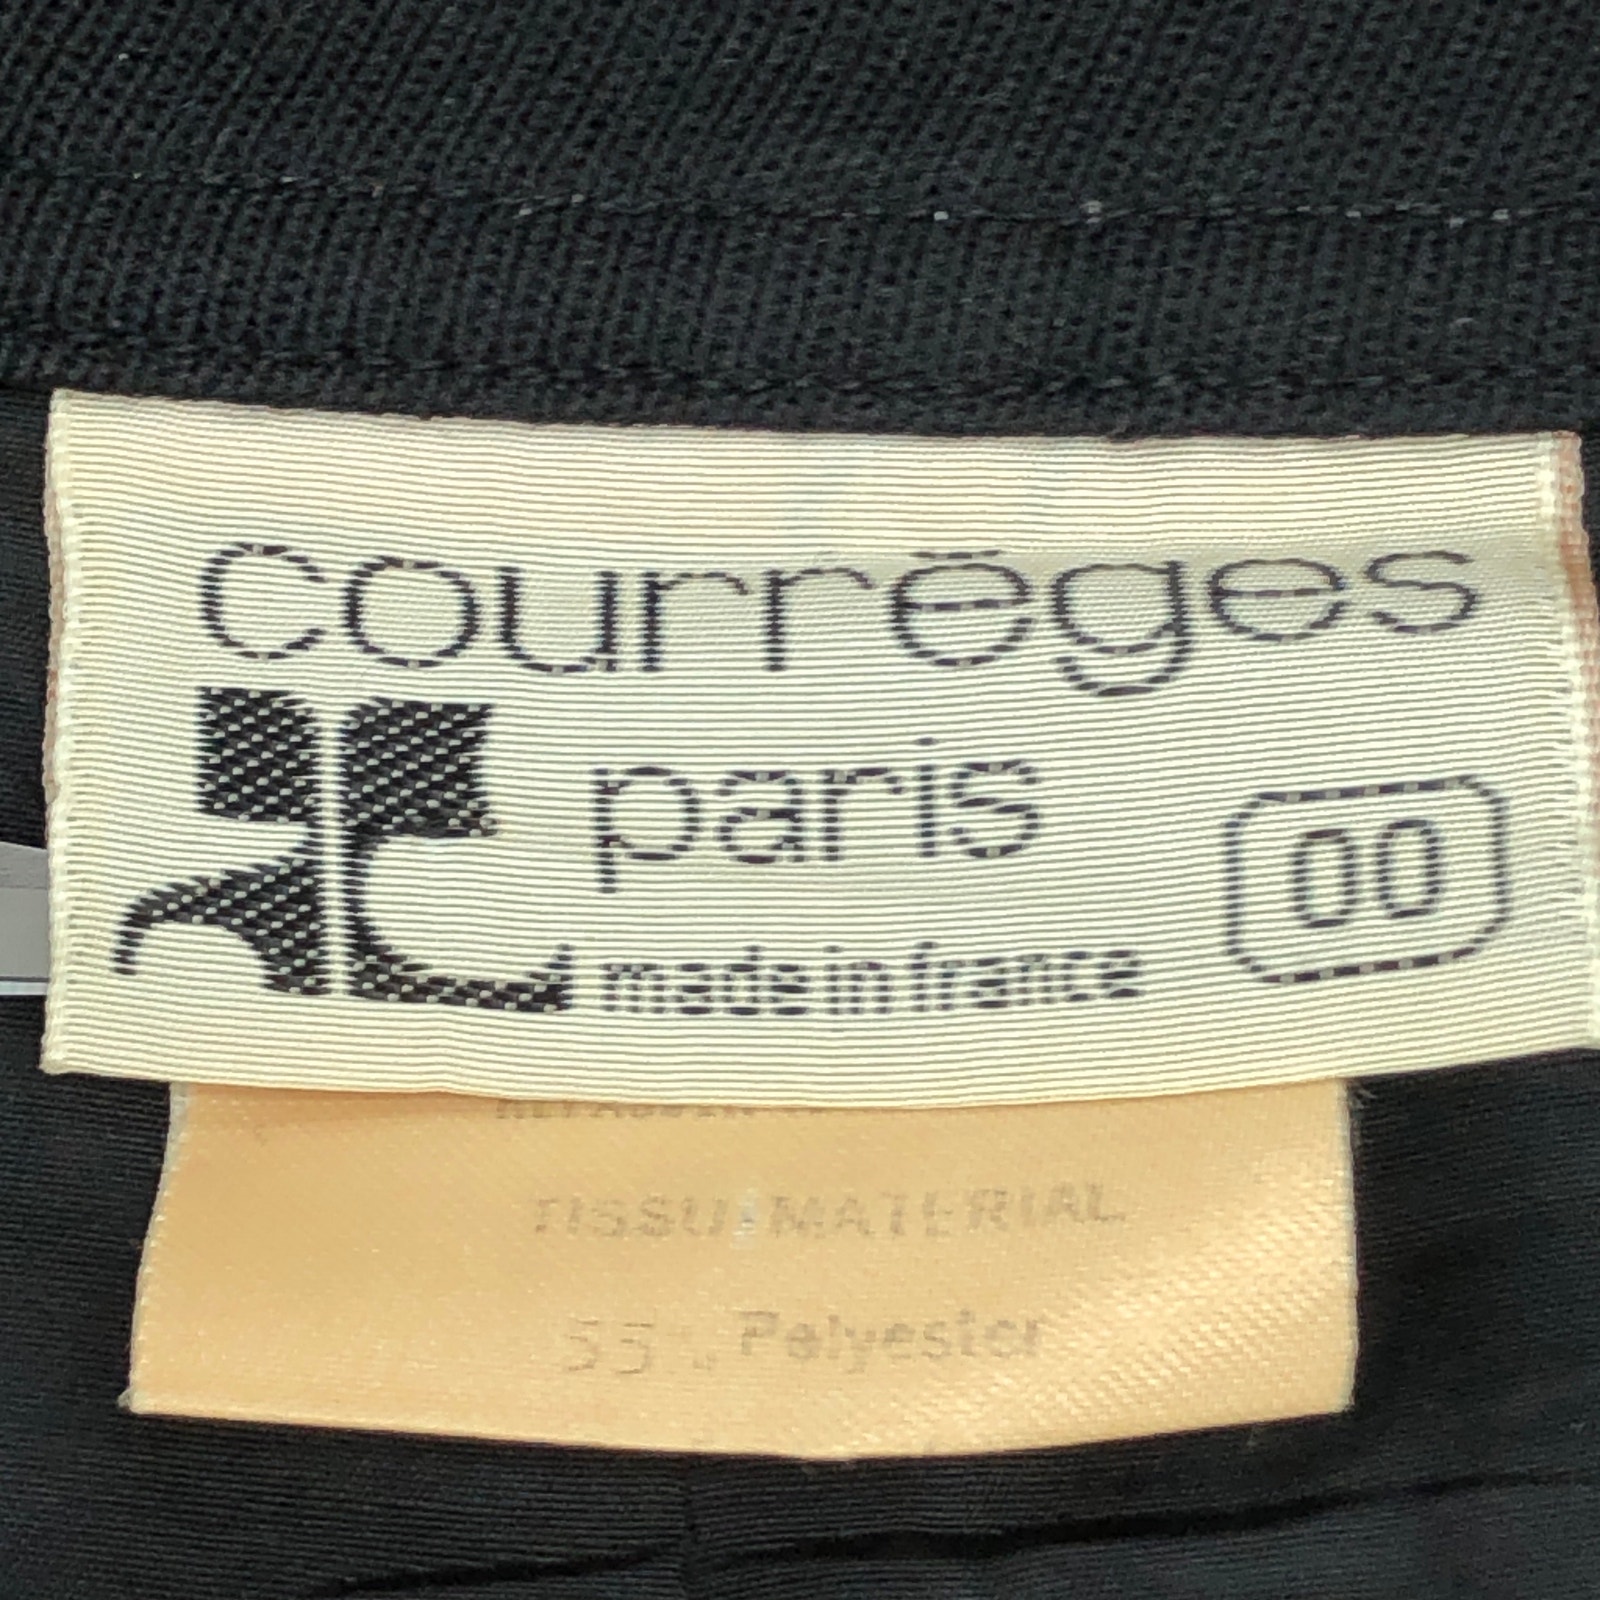 courrèges
paris
00
made in france
TISSU/MATERIAL
55% Polyester